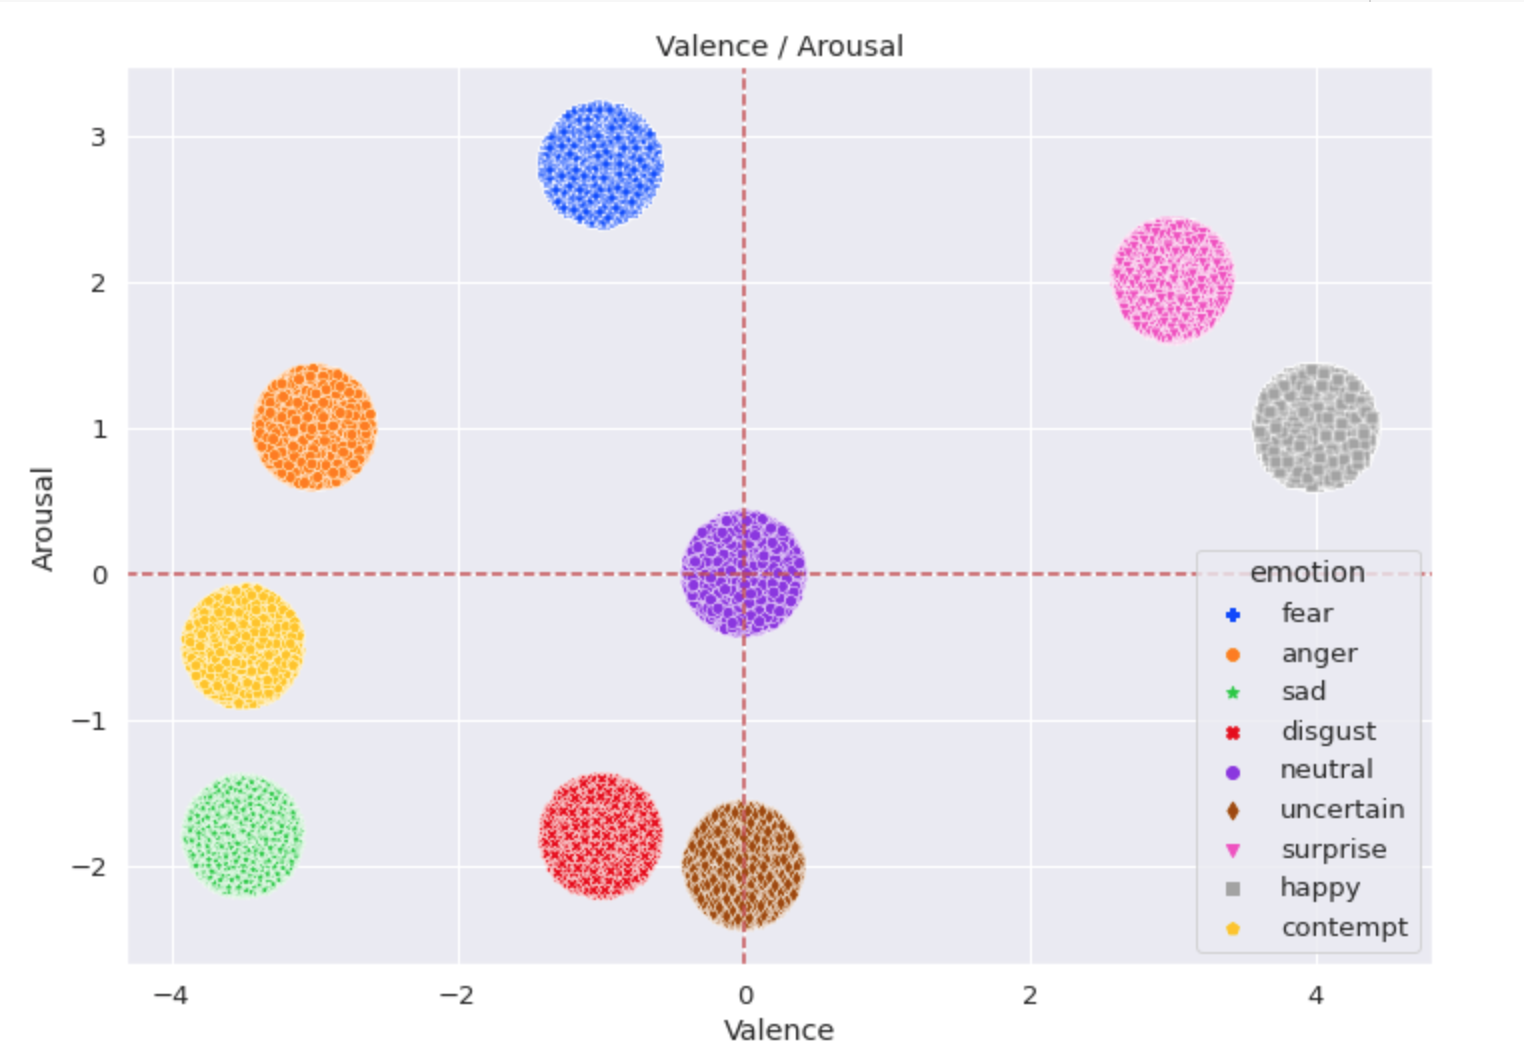 Valence / Arousal
3
2
1
0
−1
−2
Arousal
−4
−2
0
2
4
Valence
emotion
fear
anger
sad
disgust
neutral
uncertain
surprise
happy
contempt